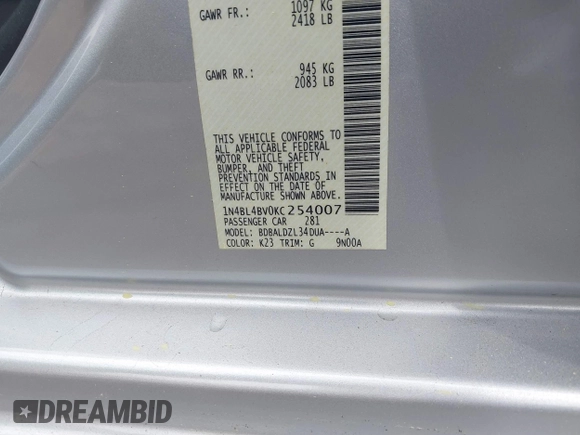 GAWR FR.: 1097 KG
2418 LB
GAWR RR.: 945 KG
2083 LB
THIS VEHICLE CONFORMS TO
ALL APPLICABLE FEDERAL
MOTOR VEHICLE SAFETY,
BUMPER, AND THEFT
PREVENTION STANDARDS IN
EFFECT ON THE DATE OF
MANUFACTURE SHOWN ABOVE.
1N4BL4BV0KC254007
PASSENGER CAR 281
MODEL: BDBALDZL34DUA----A
COLOR: K23 TRIM: G 9N00A
DREAMBID